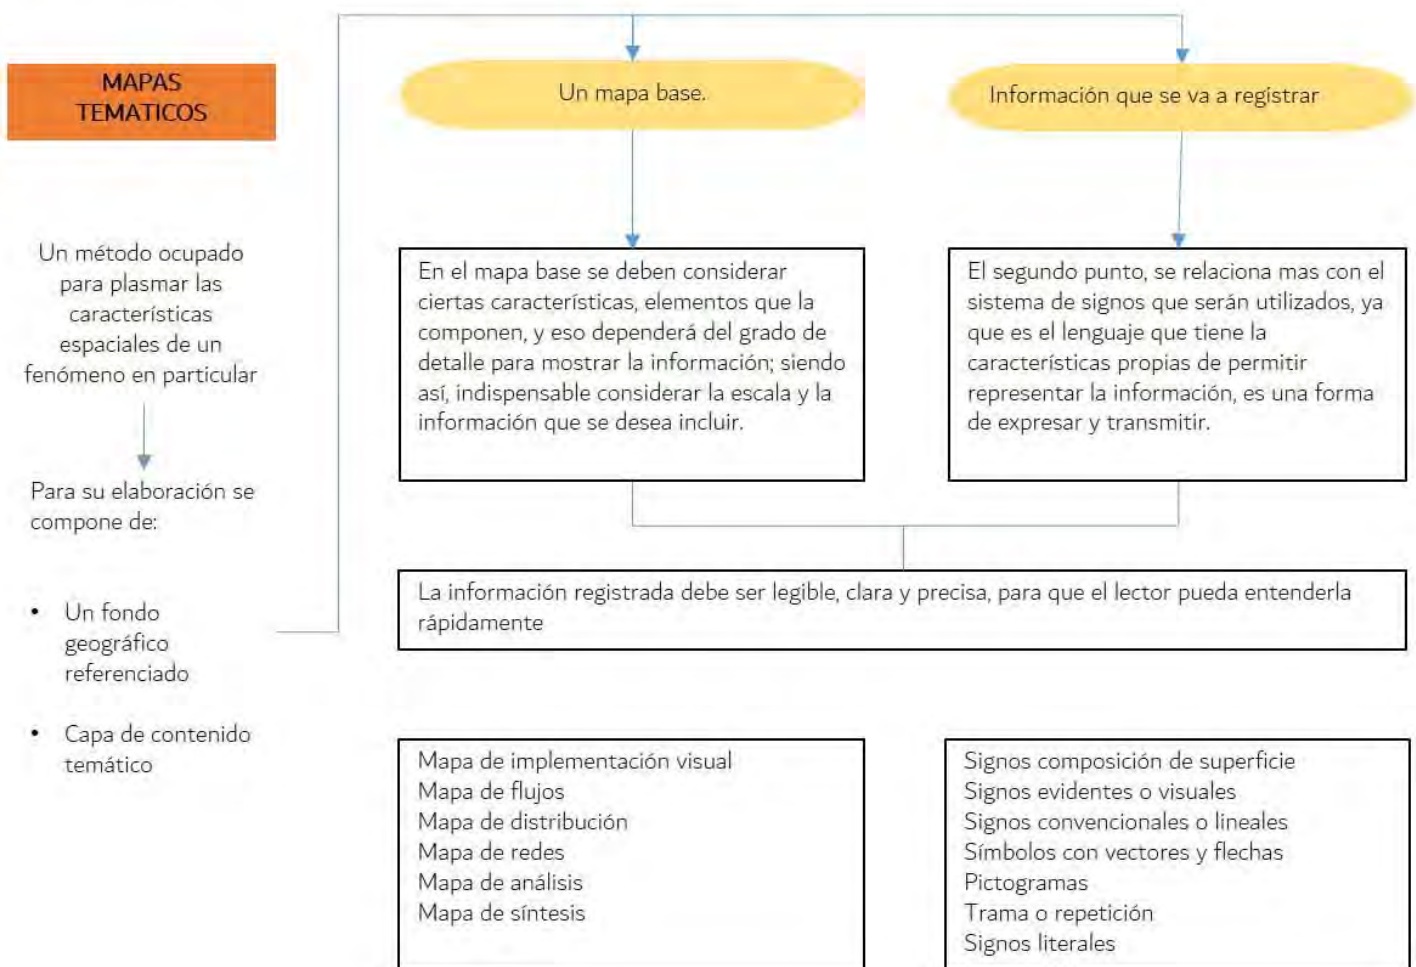 MAPAS
TEMATICOS
Un método ocupado
para plasmar las
características
espaciales de un
fenómeno en particular
Para su elaboración se
compone de:
• Un fondo
geográfico
referenciado
• Capa de contenido
temático
Un mapa base.
Información que se va a registrar
En el mapa base se deben considerar
ciertas características, elementos que la
componen, y eso dependerá del grado de
detalle para mostrar la información; siendo
así, indispensable considerar la escala y la
información que se desea incluir.
El segundo punto, se relaciona mas con el
sistema de signos que serán utilizados, ya
que es el lenguaje que tiene la
características propias de permitir
representar la información, es una forma
de expresar y transmitir.
La información registrada debe ser legible, clara y precisa, para que el lector pueda entenderla
rápidamente
Mapa de implementación visual
Mapa de flujos
Mapa de distribución
Mapa de redes
Mapa de análisis
Mapa de síntesis
Signos composición de superficie
Signos evidentes o visuales
Signos convencionales o lineales
Símbolos con vectores y flechas
Pictogramas
Trama o repetición
Signos literales